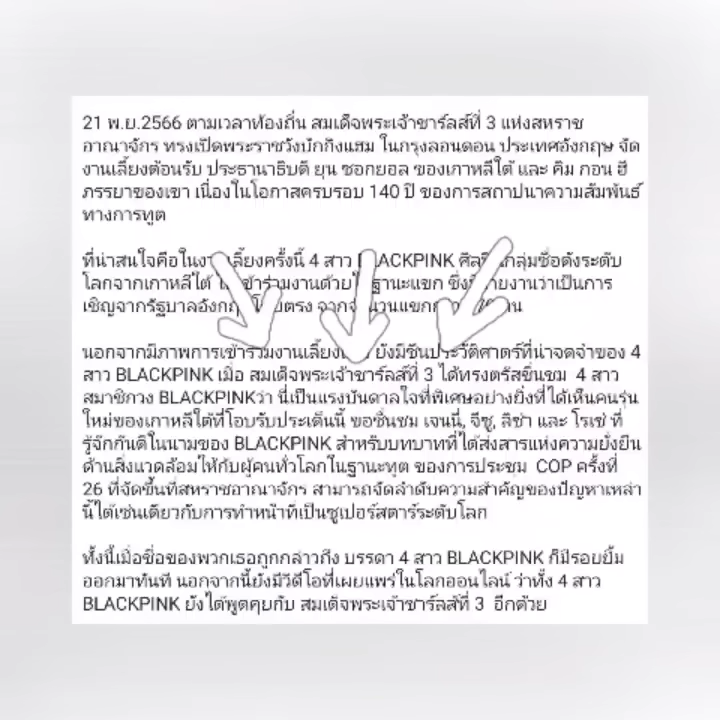 21 พ.ย.2566 ตามเวลาท้องถิ่น สมเด็จพระเจ้าชาร์ลส์ที่ 3 แห่งสหราช
อาณาจักร ทรงเปิดพระราชวังบักกิงแฮม ในกรุงลอนดอน ประเทศอังกฤษ จัด
งานเลี้ยงต้อนรับ ประธานาธิบดี ยุน ซอกยอล ของเกาหลีใต้ และ คิม กอน ฮี
ภรรยาของเขา เนื่องในโอกาสครบรอบ 140 ปี ของการสถาปนาความสัมพันธ์
ทางการทูต
ที่น่าสนใจคือในงานเลี้ยงครั้งนี้ 4 สาว BLACKPINK ศิลปินกลุ่มชื่อดังระดับ
โลกจากเกาหลีใต้ ได้เข้าร่วมงานด้วยในฐานะแขก ซึ่งมีรายงานว่าเป็นการ
เชิญจากรัฐบาลอังกฤษโดยตรง จากจำนวนแขก
นอกจากมีภาพการเข้าร่วมงานเลี้ยง ยังมีซีนประวัติศาตร์ที่น่าจดจำของ 4
สาว BLACKPINK เมื่อ สมเด็จพระเจ้าชาร์ลส์ที่ 3 ได้ทรงตรัสชื่นชม 4 สาว
สมาชิกวง BLACKPINKว่า นี่เป็นแรงบันดาลใจที่พิเศษอย่างยิ่งที่ได้เห็นคนรุ่น
ใหม่ของเกาหลีใต้ที่โอบรับประเด็นนี้ ขอชื่นชม เจนนี่, จีซู, ลิซ่า และ โรเซ่ ที่
รู้จักกันดีในนามของ BLACKPINK สำหรับบทบาทที่ได้ส่งสารแห่งความยั่งยืน
ด้านสิ่งแวดล้อมให้กับผู้คนทั่วโลกในฐานะทูต ของการประชุม COP ครั้งที่
26 ที่จัดขึ้นที่สหราชอาณาจักร สามารถจัดลำดับความสำคัญของปัญหาเหล่า
นี้ได้เช่นเดียวกับการทำหน้าที่เป็นซูเปอร์สตาร์ระดับโลก
ทั้งนี้เมื่อชื่อของพวกเธอถูกกล่าวถึง บรรดา 4 สาว BLACKPINK ก็มีรอบยิ้ม
ออกมาทันที นอกจากนี้ยังมีวีดีโอที่เผยแพร่ในโลกออนไลน์ ว่าทั้ง 4 สาว
BLACKPINK ยังได้พูดคุยกับ สมเด็จพระเจ้าชาร์ลส์ที่ 3 อีกด้วย